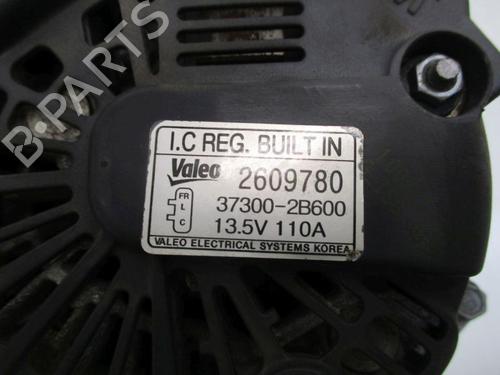 B-PARTS
I.C REG. BUILT IN
Valeo 2609780
FR
L
C
37300-2B600
13.5V 110A
VALEO ELECTRICAL SYSTEMS KOREA